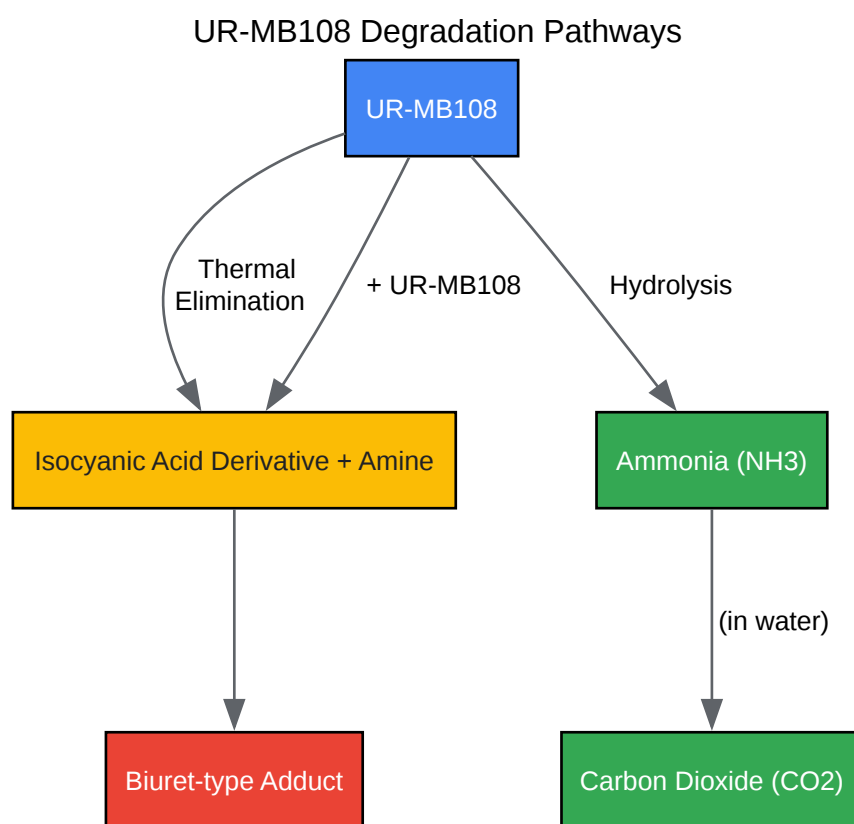 UR-MB108 Degradation Pathways
UR-MB108
Thermal
Elimination
+ UR-MB108
Hydrolysis
Isocyanic Acid Derivative + Amine
Ammonia (NH3)
(in water)
Biuret-type Adduct
Carbon Dioxide (CO2)